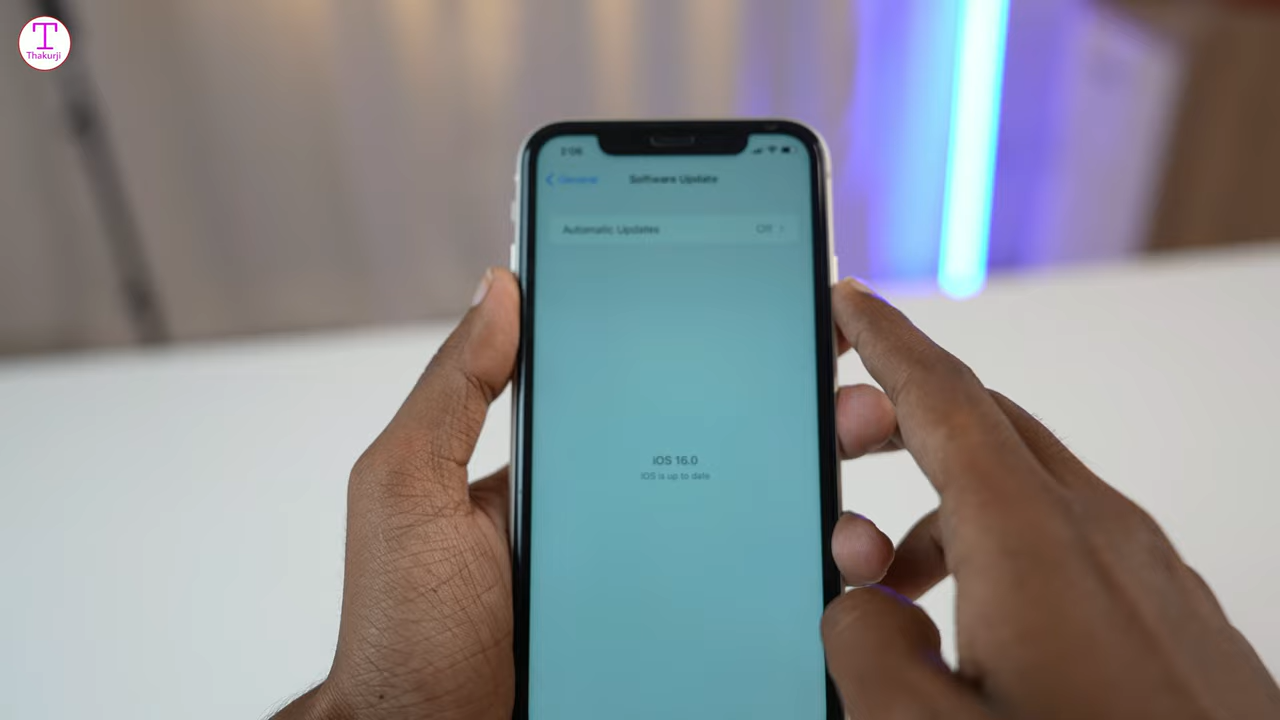 T
Thakurji
2:06
General
Software Update
Automatic Updates
Off
iOS 16.0
iOS is up to date